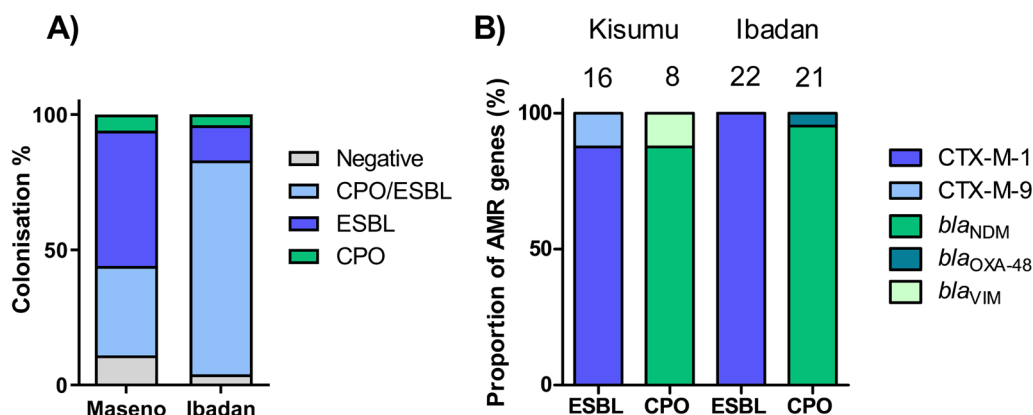 A)
Colonisation %
100
50
0
Maseno Ibadan
Negative
CPO/ESBL
ESBL
CPO
B)
Kisumu Ibadan
16 8 22 21
Proportion of AMR genes (%)
100
50
0
ESBL CPO ESBL CPO
CTX-M-1
CTX-M-9
blaNDM
blaOXA-48
blaVIM